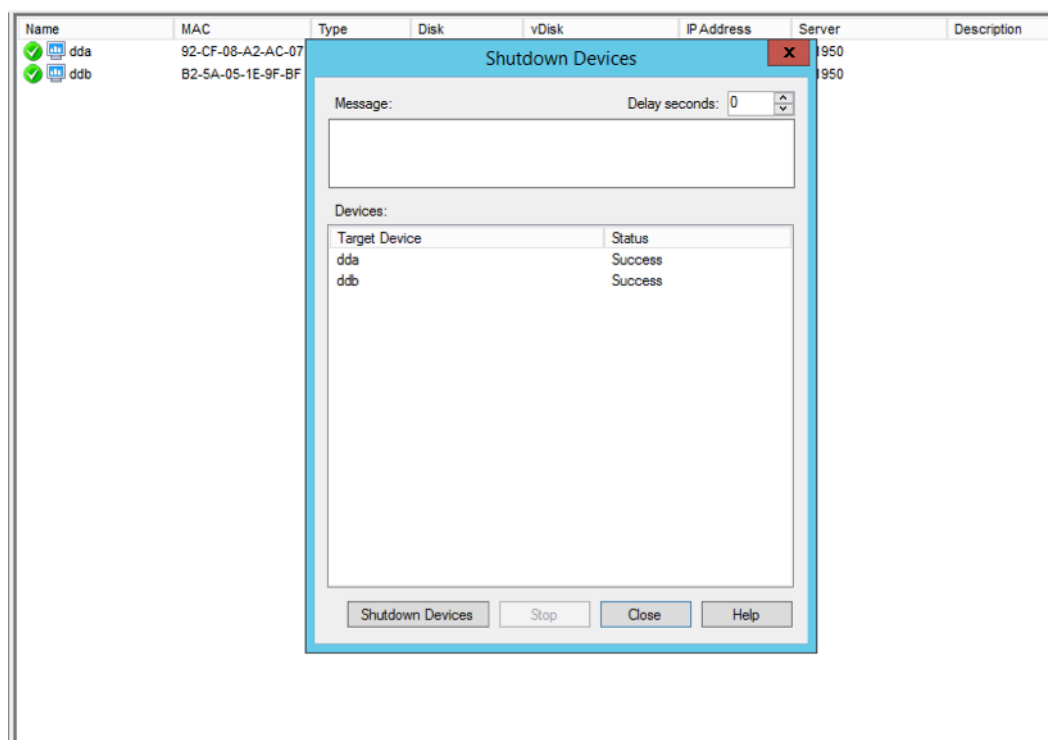 Name MAC Type Disk vDisk IP Address Server Description
dda 92-CF-08-A2-AC-07 1950
ddb B2-5A-05-1E-9F-BF 1950
Shutdown Devices x
Message: Delay seconds: 0
Devices:
Target Device Status
dda Success
ddb Success
Shutdown Devices Stop Close Help